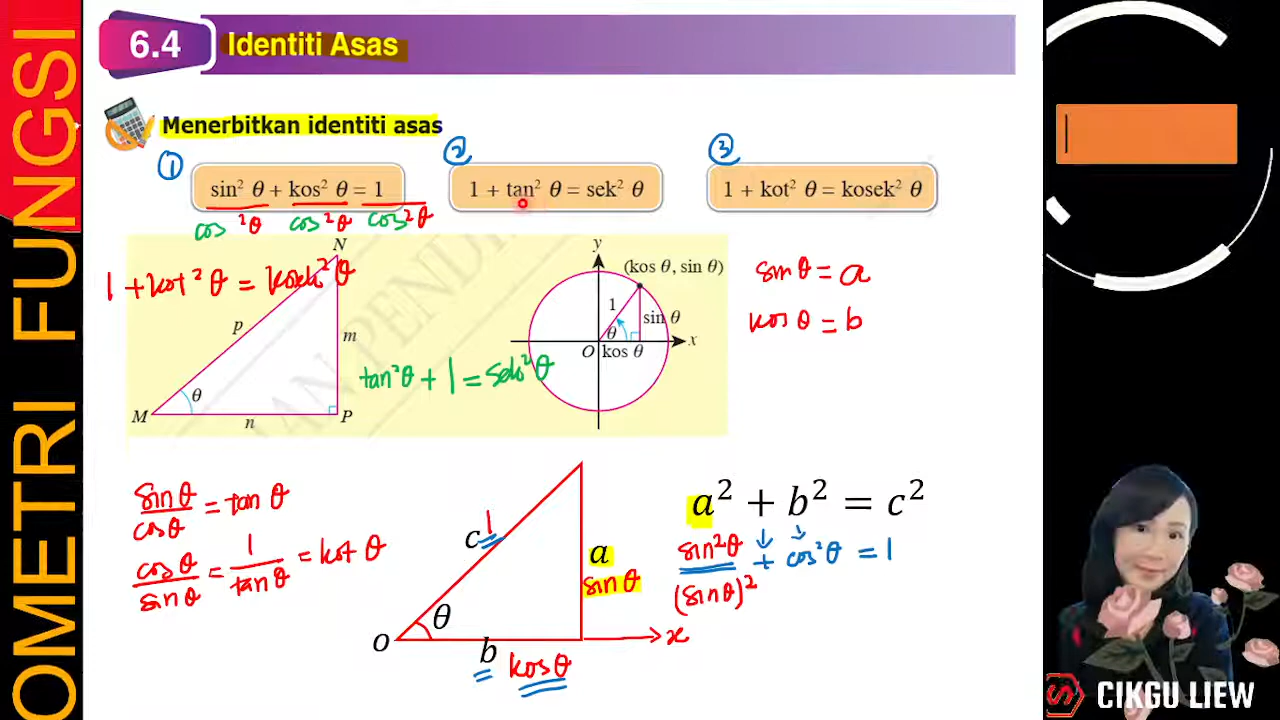 OMETRI FUNGSI
6.4 Identiti Asas
Menerbitkan identiti asas
① ② ③
sin² θ + kos² θ = 1
1 + tan² θ = sek² θ
1 + kot² θ = kosek² θ
cos²θ cos²θ cos²θ
1 + kot²θ = kosek²θ
N
p
m
θ
M
n
P
tan²θ + 1 = sek²θ
y
(kos θ, sin θ)
1
sin θ
θ
x
O
kos θ
sin θ = a
kos θ = b
sin θ/cos θ = tan θ
cos θ/sin θ = 1/tan θ = kot θ
c 1
a
sin θ
θ
O
x
b kos θ
a² + b² = c²
sin²θ + cos²θ = 1
(sin θ)²
CIKGU LIEW